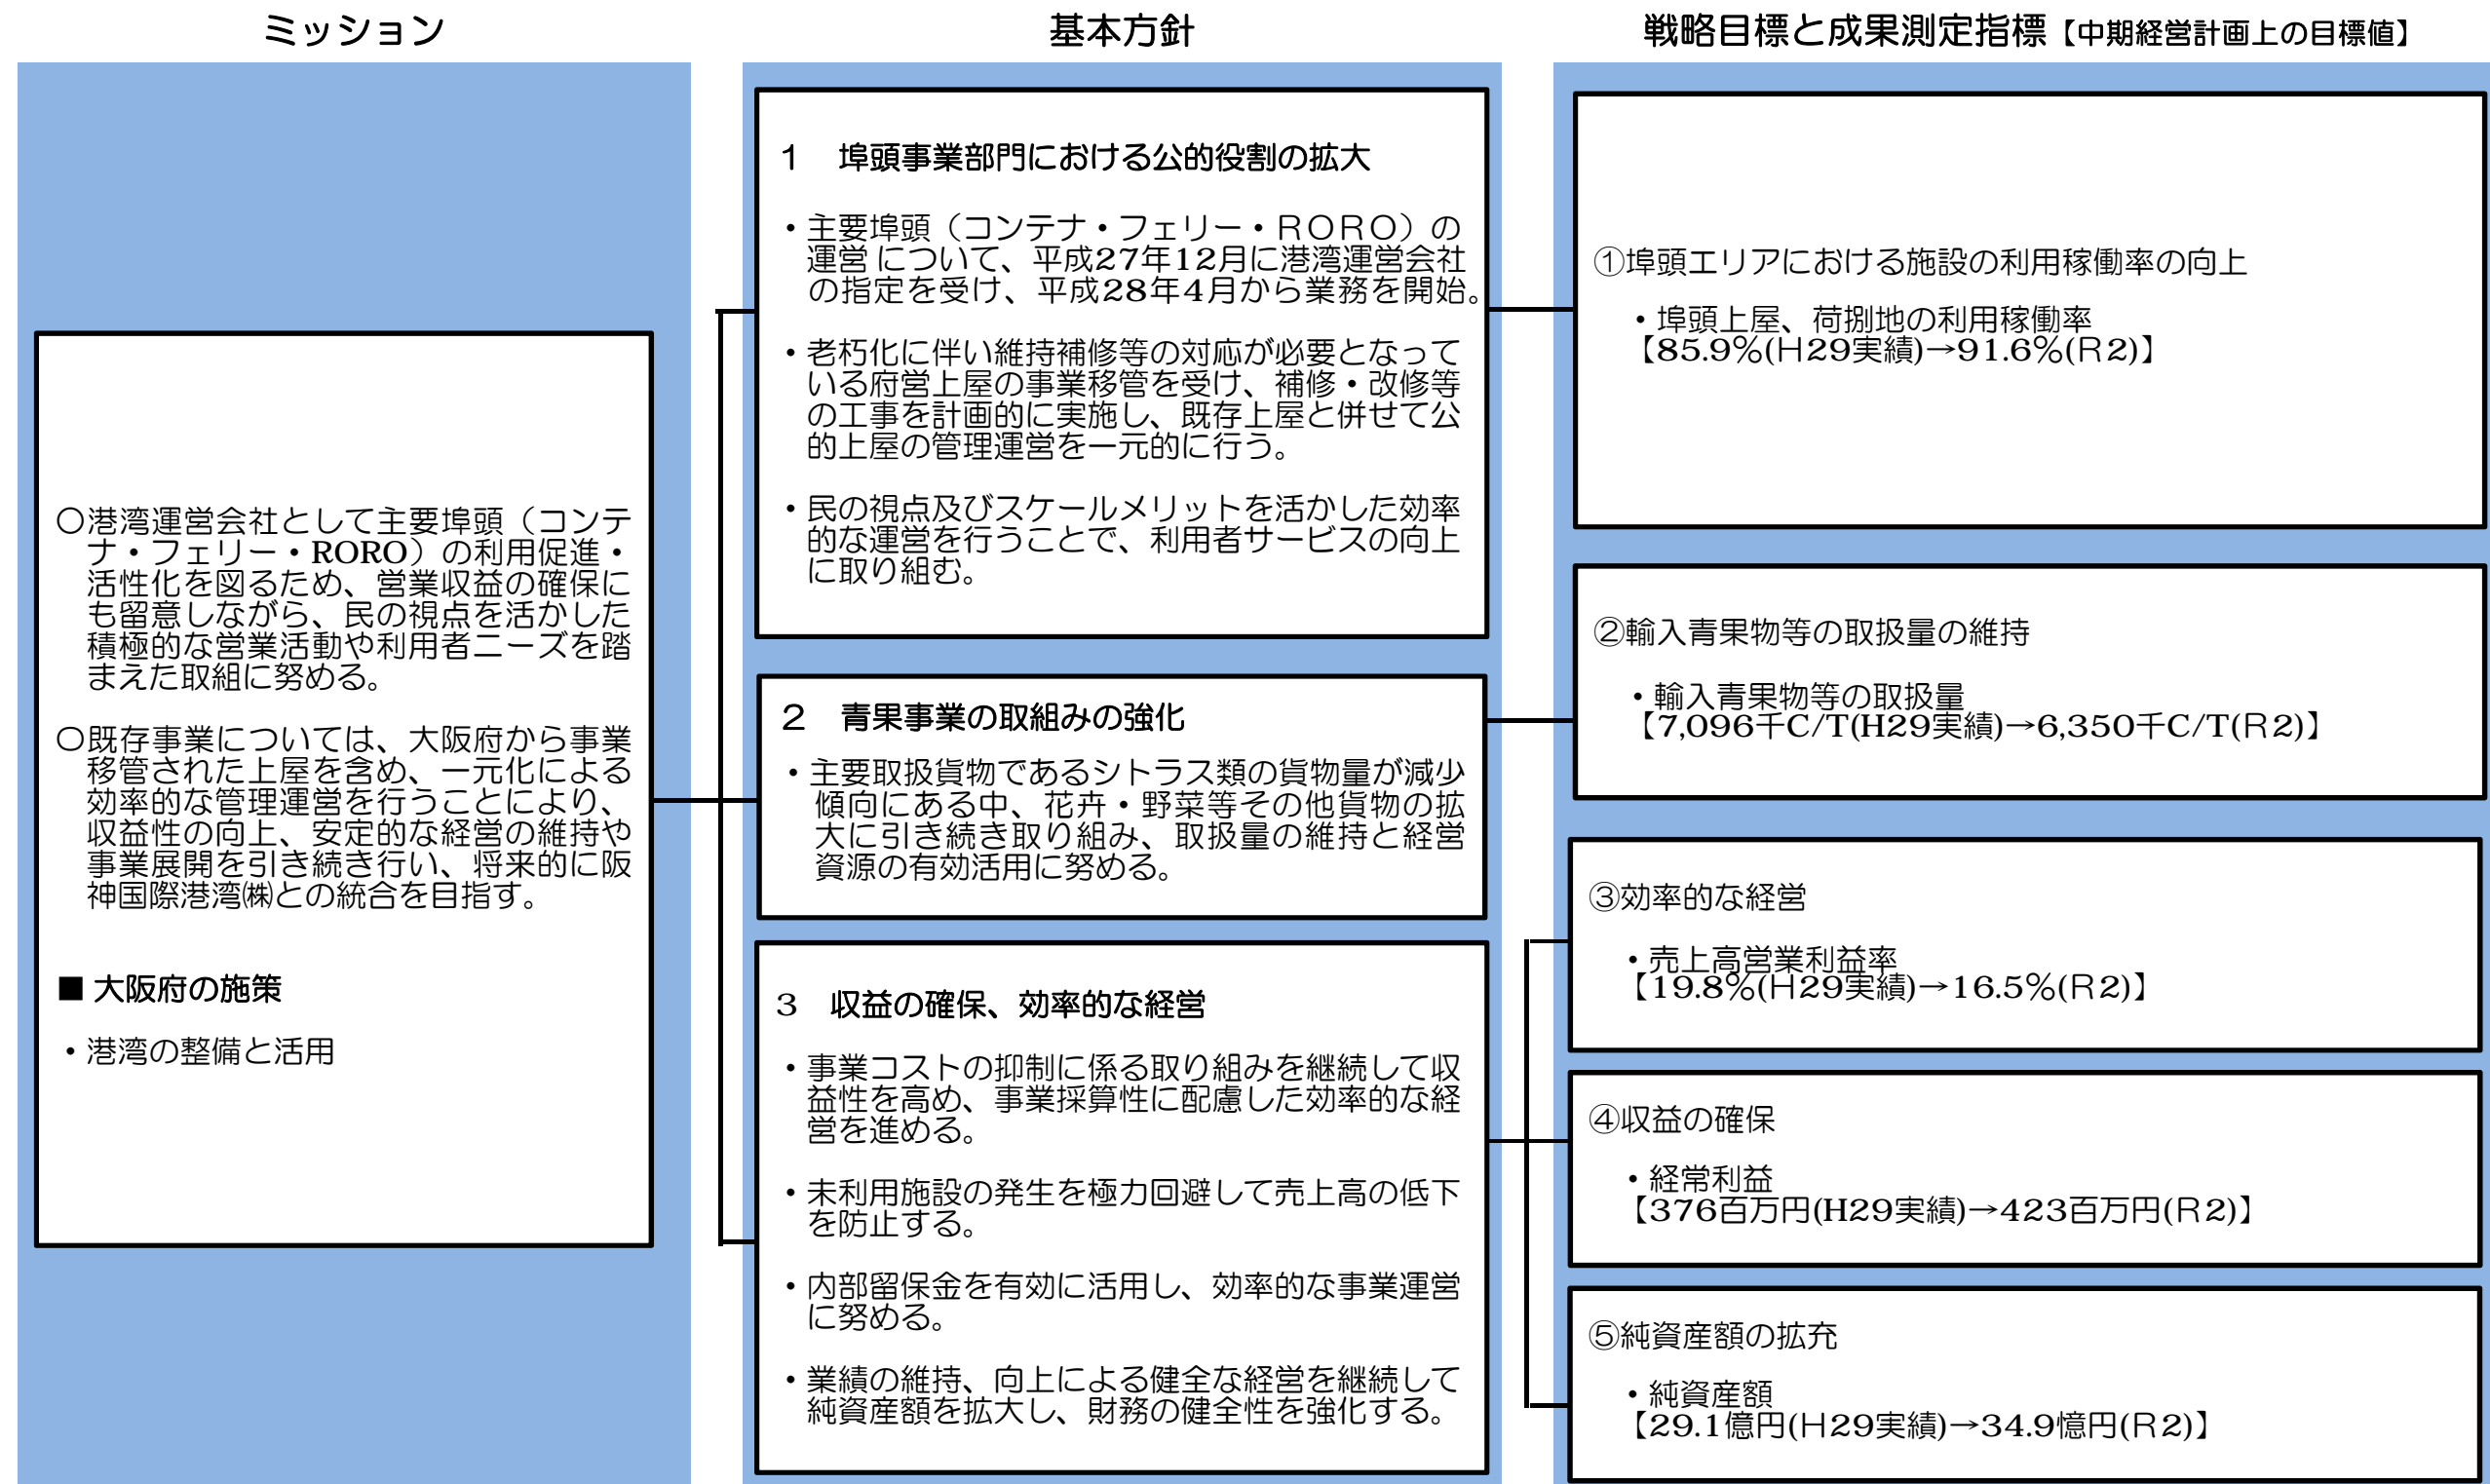 ミッション
○港湾運営会社として主要埠頭（コンテ
ナ・フェリー・RORO）の利用促進・
活性化を図るため、営業収益の確保に
も留意しながら、民の視点を活かした
積極的な営業活動や利用者ニーズを踏
まえた取組に努める。
○既存事業については、大阪府から事業
移管された上屋を含め、一元化による
効率的な管理運営を行うことにより、
収益性の向上、安定的な経営の維持や
事業展開を引き続き行い、将来的に阪
神国際港湾㈱との統合を目指す。
■ 大阪府の施策
・港湾の整備と活用
基本方針
１　埠頭事業部門における公的役割の拡大
・主要埠頭（コンテナ・フェリー・ＲＯＲＯ）の
運営 について、平成27年12月に港湾運営会社
の指定を受け、平成28年4月から業務を開始。
・老朽化に伴い維持補修等の対応が必要となって
いる府営上屋の事業移管を受け、補修・改修等
の工事を計画的に実施し、既存上屋と併せて公
的上屋の管理運営を一元的に行う。
・民の視点及びスケールメリットを活かした効率
的な運営を行うことで、利用者サービスの向上
に取り組む。
２　青果事業の取組みの強化
・主要取扱貨物であるシトラス類の貨物量が減少
傾向にある中、花卉・野菜等その他貨物の拡
大に引き続き取り組み、取扱量の維持と経営
資源の有効活用に努める。
3　収益の確保、効率的な経営
・事業コストの抑制に係る取り組みを継続して収
益性を高め、事業採算性に配慮した効率的な経
営を進める。
・未利用施設の発生を極力回避して売上高の低下
を防止する。
・内部留保金を有効に活用し、効率的な事業運営
に努める。
・業績の維持、向上による健全な経営を継続して
純資産額を拡大し、財務の健全性を強化する。
戦略目標と成果測定指標【中期経営計画上の目標値】
①埠頭エリアにおける施設の利用稼働率の向上
・埠頭上屋、荷捌地の利用稼働率
【85.9％(Ｈ29実績)→91.6％(Ｒ2)】
②輸入青果物等の取扱量の維持
・輸入青果物等の取扱量
【7,096千C/T(H29実績)→6,350千C/T(Ｒ2)】
③効率的な経営
・売上高営業利益率
【19.8％(Ｈ29実績)→16.5％(Ｒ2)】
④収益の確保
・経常利益
【376百万円(H29実績)→423百万円(Ｒ2)】
⑤純資産額の拡充
・純資産額
【29.1億円(Ｈ29実績)→34.9憶円(Ｒ2)】